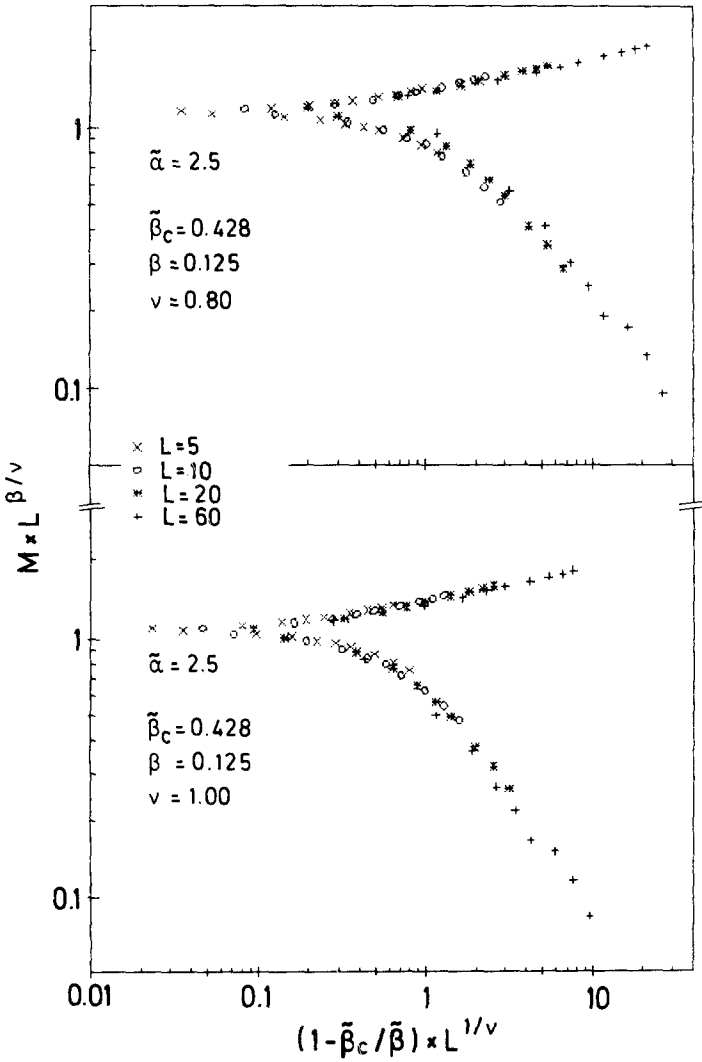 1
α̃ = 2.5
β̃c = 0.428
β = 0.125
ν = 0.80
0.1
× L=5
o L=10
* L=20
+ L=60
M × L^β/ν
1
α̃ = 2.5
β̃c = 0.428
β = 0.125
ν = 1.00
0.1
0.01 0.1 1 10
(1-β̃c/β̃) × L^1/ν